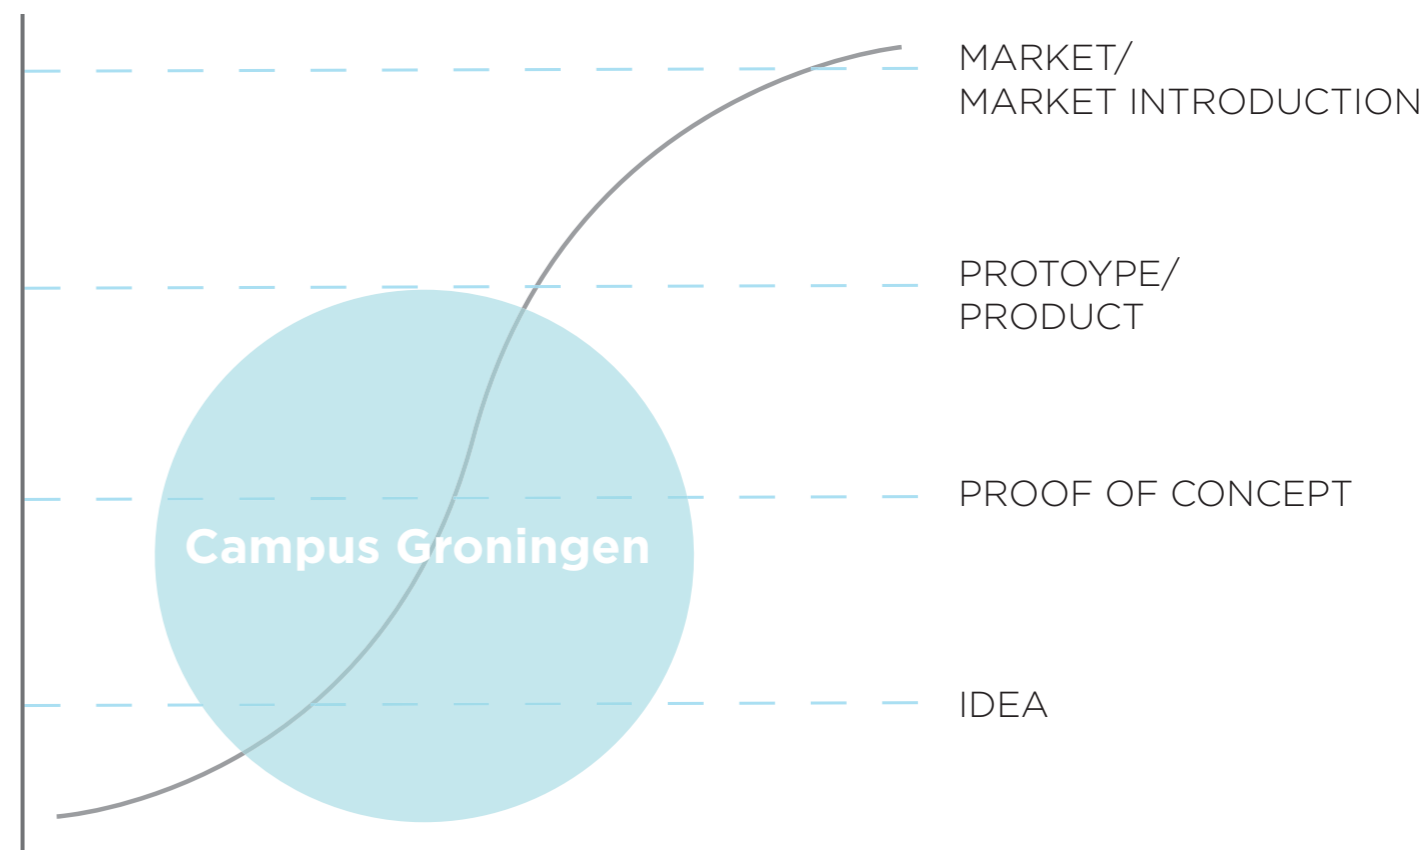 MARKET/
MARKET INTRODUCTION
PROTOYPE/
PRODUCT
PROOF OF CONCEPT
Campus Groningen
IDEA